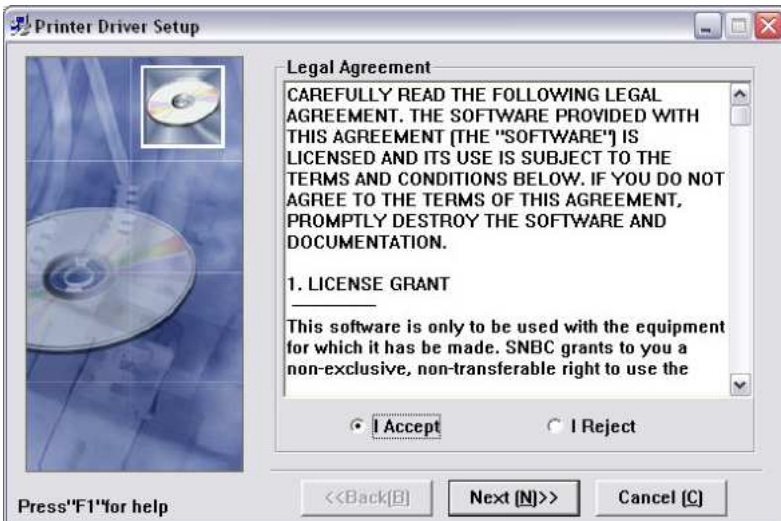 Printer Driver Setup
Legal Agreement
CAREFULLY READ THE FOLLOWING LEGAL
AGREEMENT. THE SOFTWARE PROVIDED WITH
THIS AGREEMENT (THE "SOFTWARE") IS
LICENSED AND ITS USE IS SUBJECT TO THE
TERMS AND CONDITIONS BELOW. IF YOU DO NOT
AGREE TO THE TERMS OF THIS AGREEMENT,
PROMPTLY DESTROY THE SOFTWARE AND
DOCUMENTATION.
1. LICENSE GRANT
This software is only to be used with the equipment
for which it has be made. SNBC grants to you a
non-exclusive, non-transferable right to use the
I Accept I Reject
Press"F1"for help
<<Back(B) Next (N)>> Cancel (C)